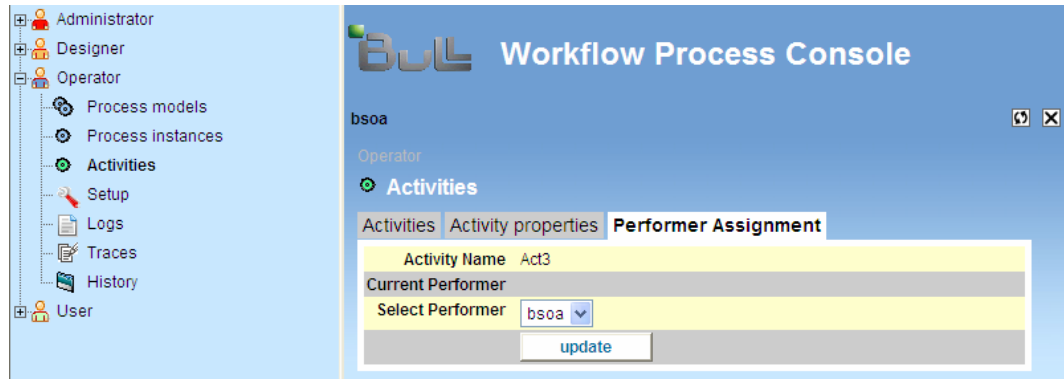 Administrator
Designer
Operator
Process models
Process instances
Activities
Setup
Logs
Traces
History
User
Bull Workflow Process Console
bsoa
Operator
Activities
Activities Activity properties Performer Assignment
Activity Name Act3
Current Performer
Select Performer bsoa
update